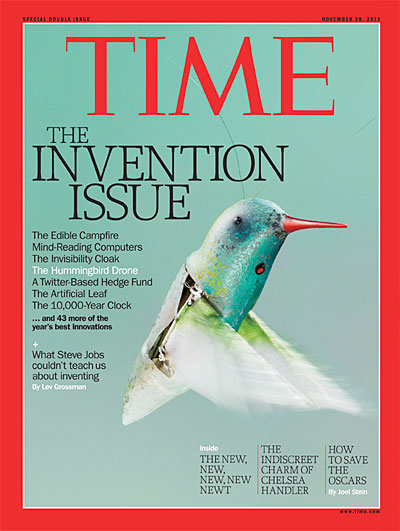 SPECIAL DOUBLE ISSUE
NOVEMBER 28, 2011
TIME
THE
INVENTION
ISSUE
The Edible Campfire
Mind-Reading Computers
The Invisibility Cloak
The Hummingbird Drone
A Twitter-Based Hedge Fund
The Artificial Leaf
The 10,000-Year Clock
... and 43 more of the
year's best innovations
+
What Steve Jobs
couldn't teach us
about inventing
By Lev Grossman
Inside
THE NEW,
NEW,
NEW, NEW
NEWT
THE
INDISCREET
CHARM OF
CHELSEA
HANDLER
HOW
TO SAVE
THE
OSCARS
By Joel Stein
www.time.com